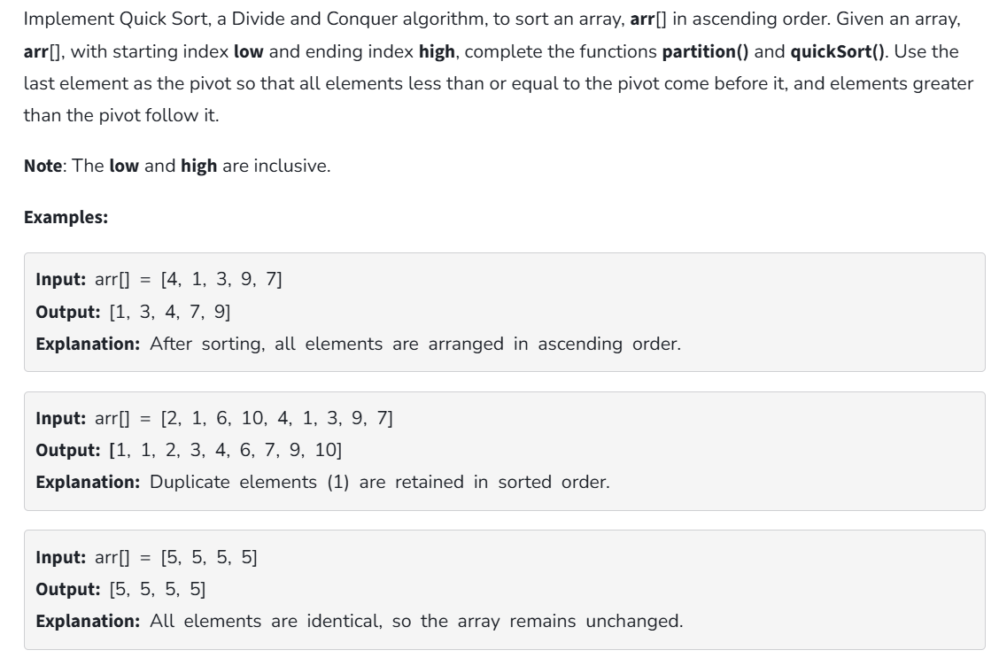 Implement Quick Sort, a Divide and Conquer algorithm, to sort an array, arr[] in ascending order. Given an array,
arr[], with starting index low and ending index high, complete the functions partition() and quickSort(). Use the
last element as the pivot so that all elements less than or equal to the pivot come before it, and elements greater
than the pivot follow it.
Note: The low and high are inclusive.
Examples:
Input: arr[] = [4, 1, 3, 9, 7]
Output: [1, 3, 4, 7, 9]
Explanation: After sorting, all elements are arranged in ascending order.
Input: arr[] = [2, 1, 6, 10, 4, 1, 3, 9, 7]
Output: [1, 1, 2, 3, 4, 6, 7, 9, 10]
Explanation: Duplicate elements (1) are retained in sorted order.
Input: arr[] = [5, 5, 5, 5]
Output: [5, 5, 5, 5]
Explanation: All elements are identical, so the array remains unchanged.